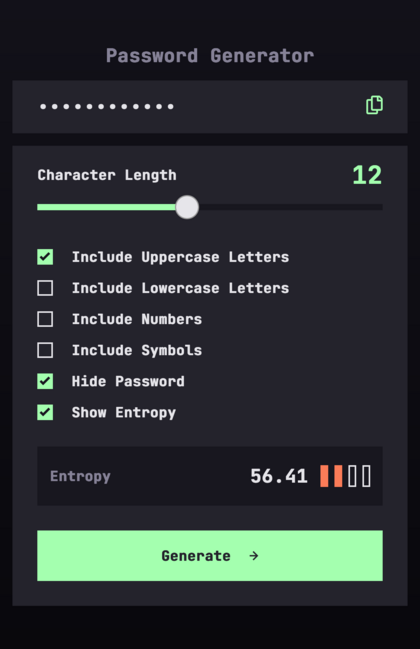 Password Generator
••••••••••••
Character Length 12
Include Uppercase Letters
Include Lowercase Letters
Include Numbers
Include Symbols
Hide Password
Show Entropy
Entropy 56.41
Generate →